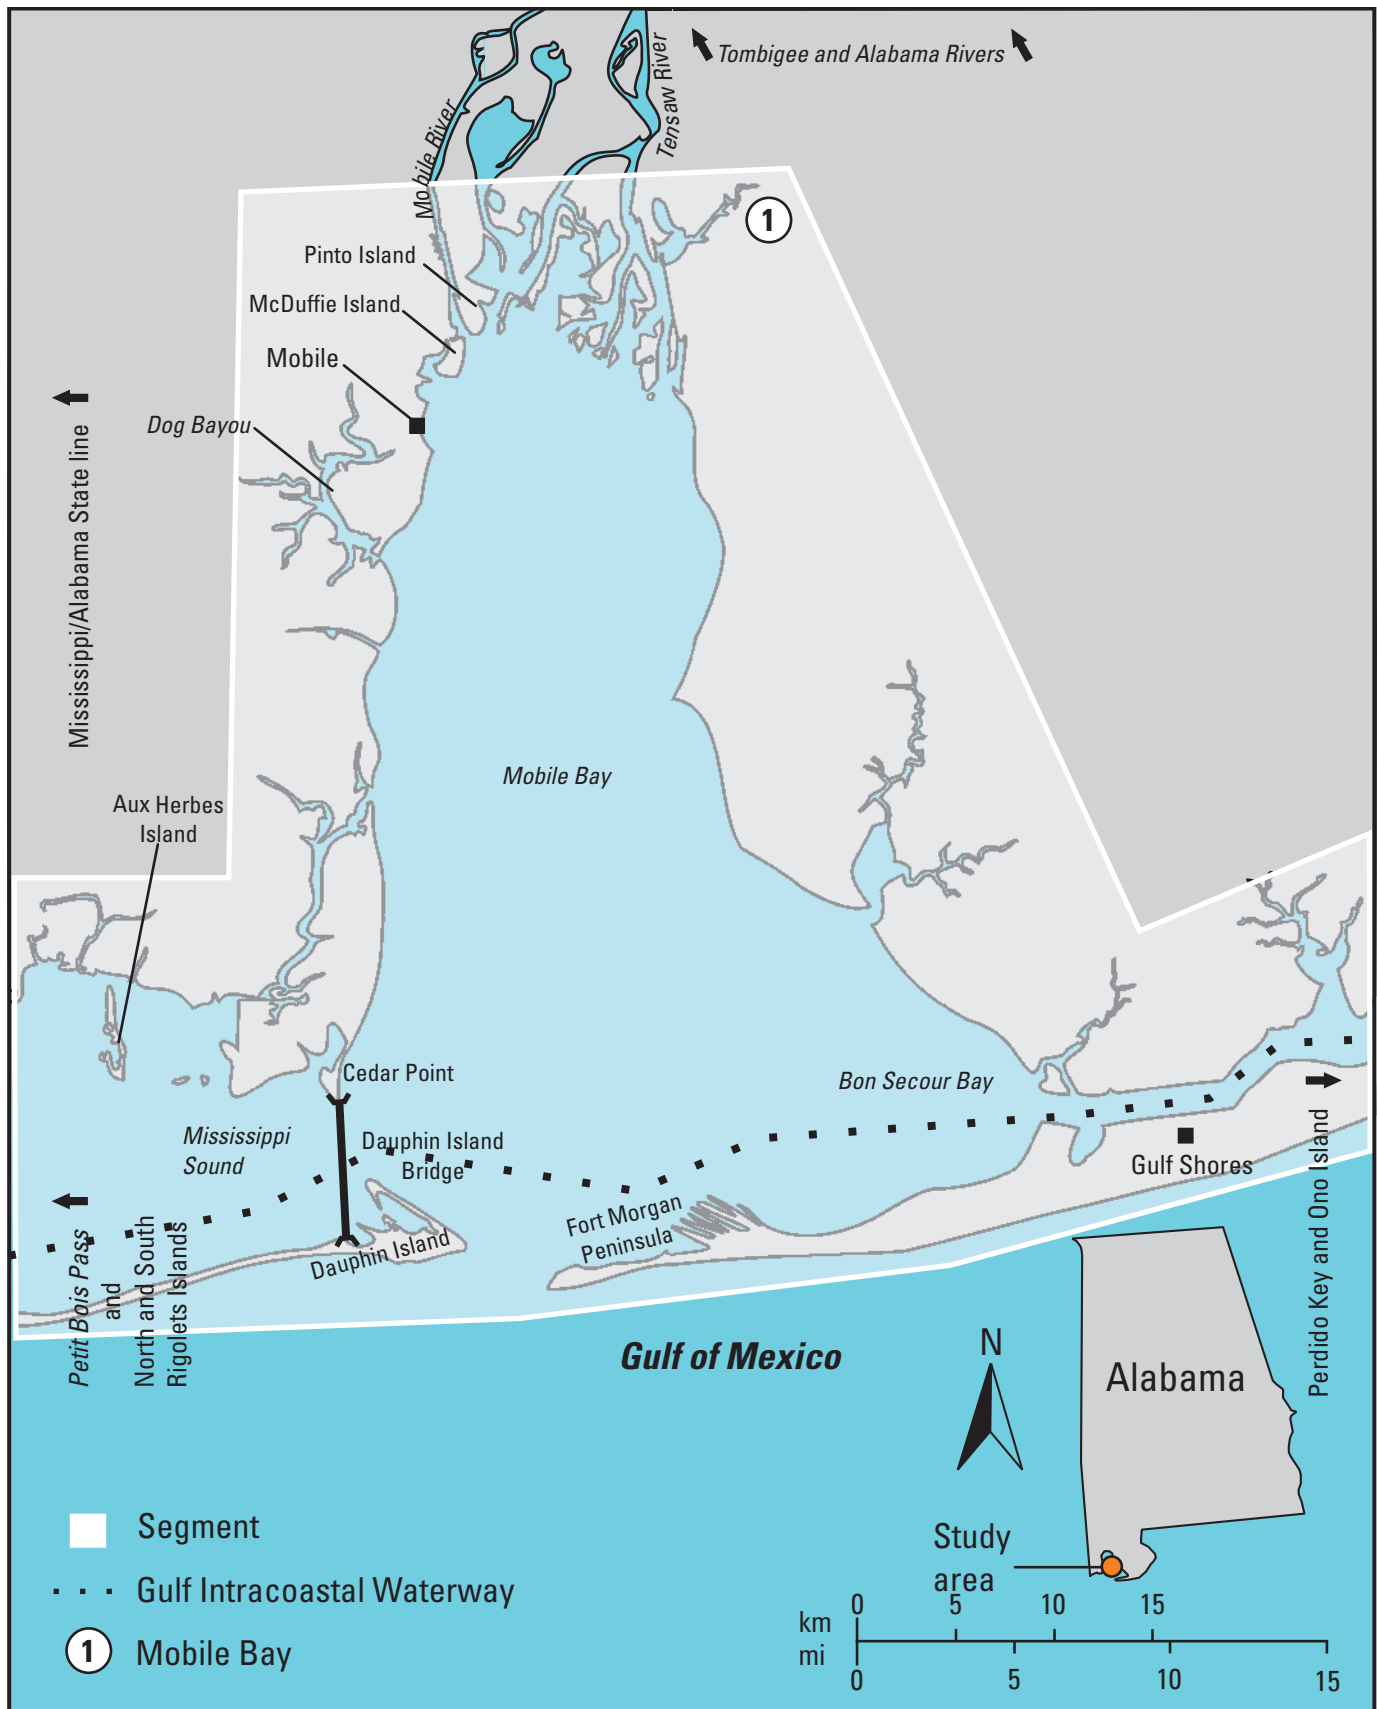 Tombigee and Alabama Rivers
Mobile River
Tensaw River
1
Pinto Island
McDuffie Island
Mobile
Dog Bayou
Mississippi/Alabama State line
Mobile Bay
Aux Herbes
Island
Cedar Point
Bon Secour Bay
Mississippi
Sound
Dauphin Island
Bridge
Gulf Shores
Fort Morgan
Peninsula
Dauphin Island
Petit Bois Pass
and
North and South
Rigolets Islands
Perdido Key and Ono Island
Gulf of Mexico
N
Alabama
Study
area
Segment
Gulf Intracoastal Waterway
1 Mobile Bay
0 5 10 15
km
mi
0 5 10 15